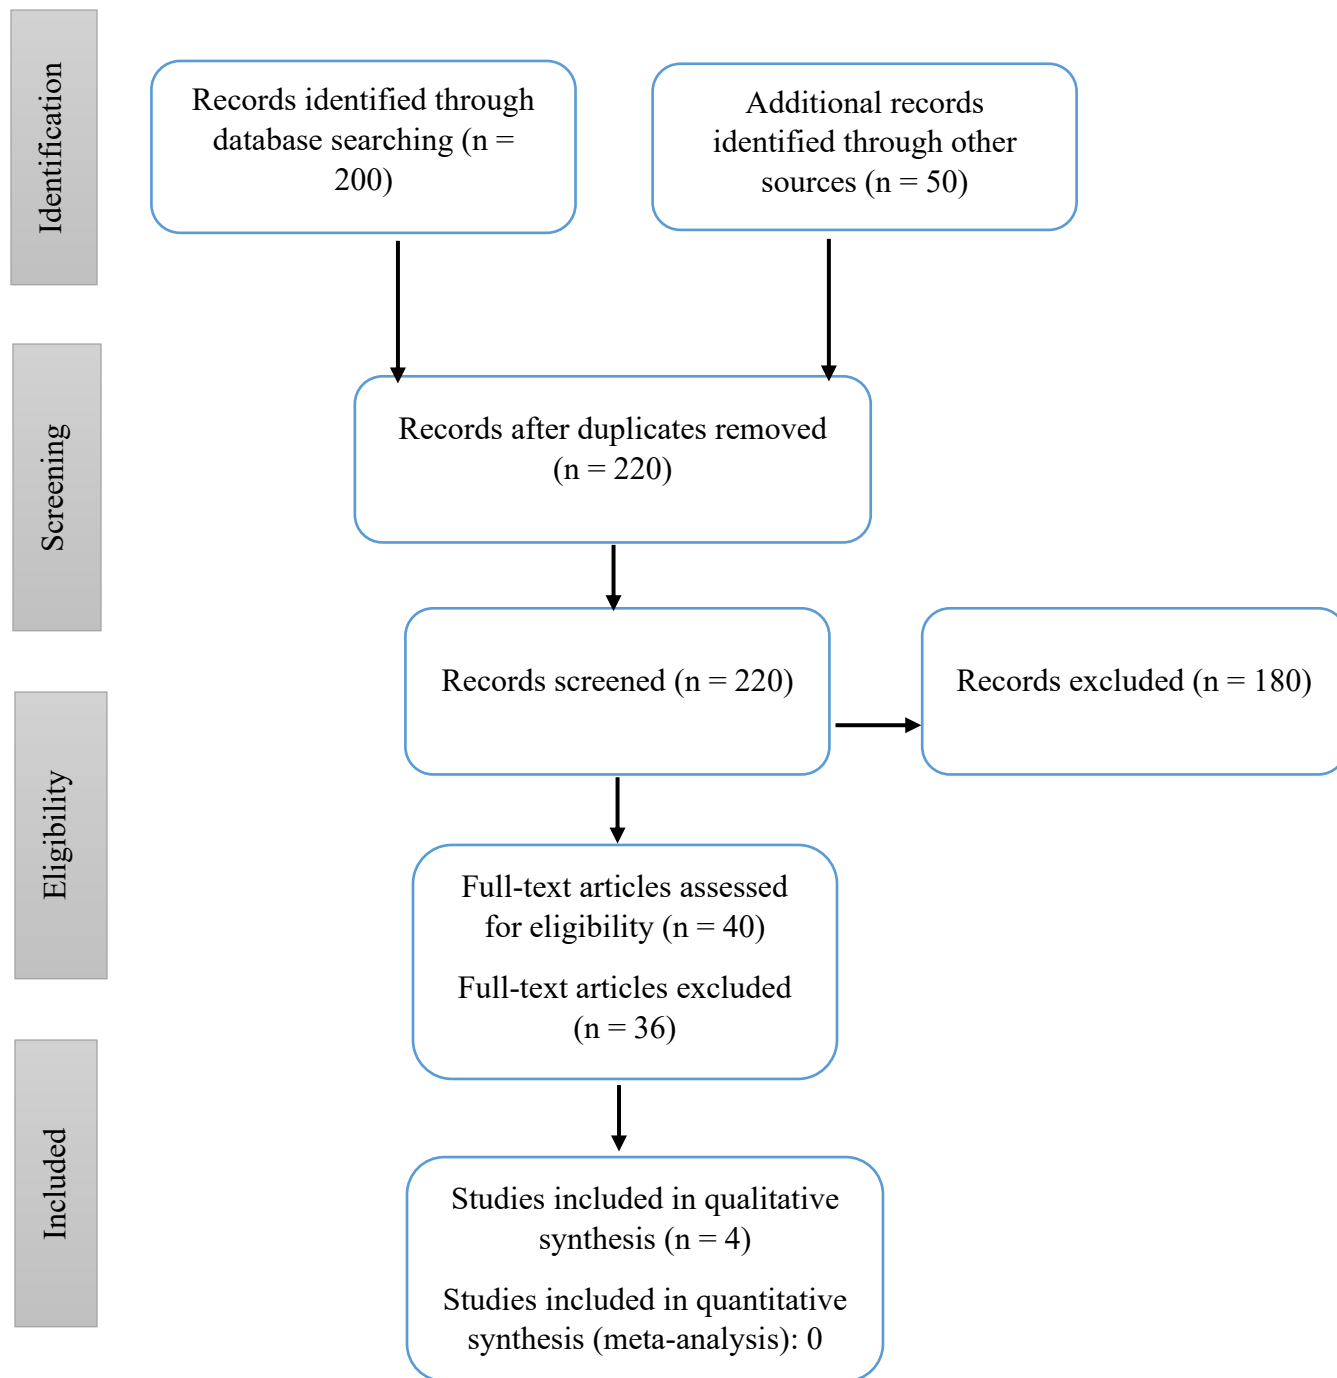 Identification
Records identified through
database searching (n =
200)
Additional records
identified through other
sources (n = 50)
Screening
Records after duplicates removed
(n = 220)
Records screened (n = 220)
Records excluded (n = 180)
Eligibility
Full-text articles assessed
for eligibility (n = 40)
Full-text articles excluded
(n = 36)
Included
Studies included in qualitative
synthesis (n = 4)
Studies included in quantitative
synthesis (meta-analysis): 0